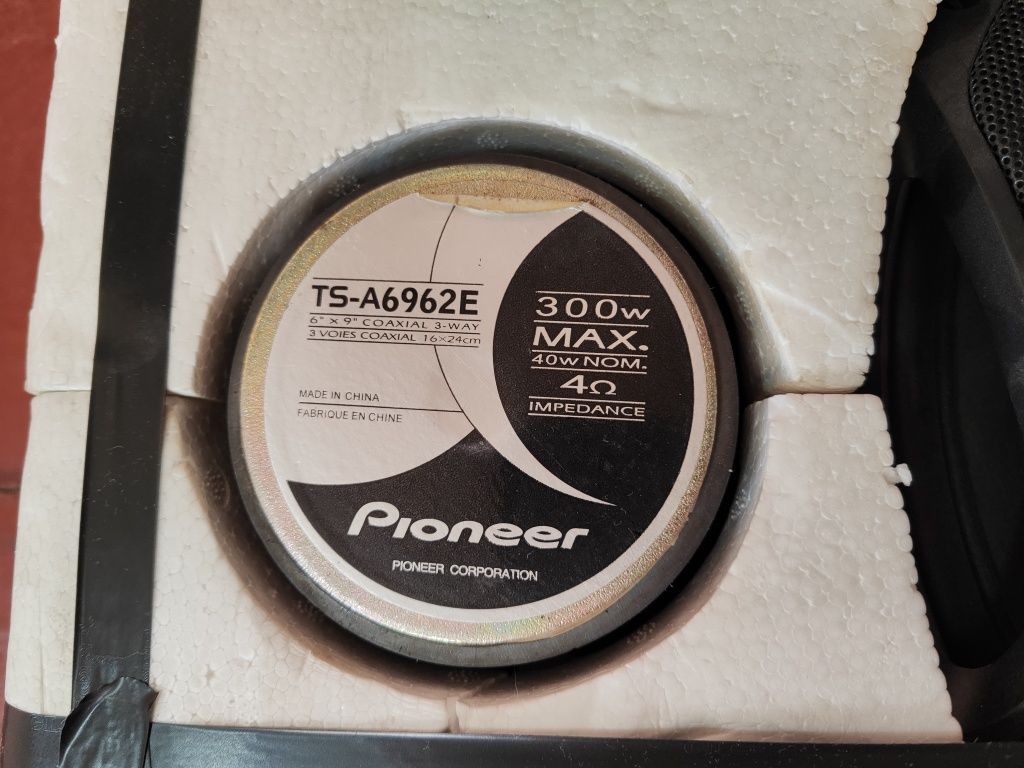 TS-A6962E
6" × 9" COAXIAL 3-WAY
3 VOIES COAXIAL 16×24cm
MADE IN CHINA
FABRIQUE EN CHINE
300w
MAX.
40w NOM.
4Ω
IMPEDANCE
Pioneer
PIONEER CORPORATION